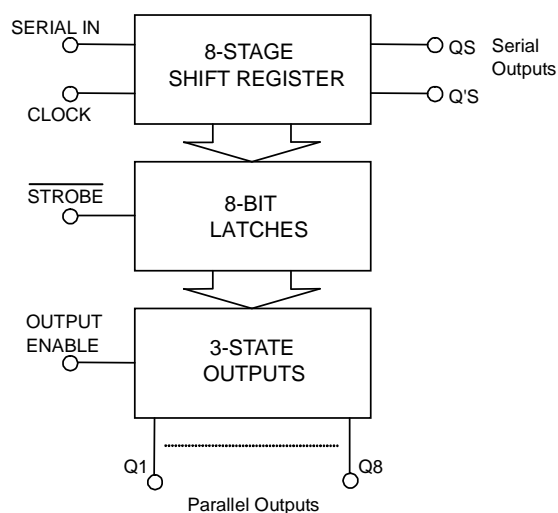 SERIAL IN
CLOCK
8-STAGE
SHIFT REGISTER
QS
Q'S
Serial
Outputs
STROBE
8-BIT
LATCHES
OUTPUT
ENABLE
3-STATE
OUTPUTS
Q1
Q8
Parallel Outputs